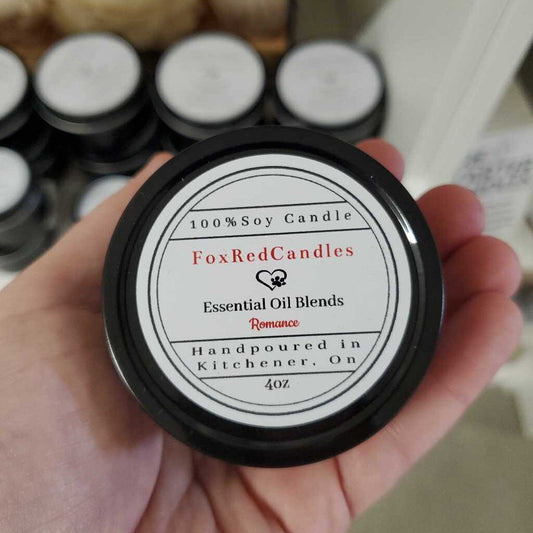 100%Soy Candle
FoxRedCandles
Essential Oil Blends
Romance
Handpoured in
Kitchener, On
4oz